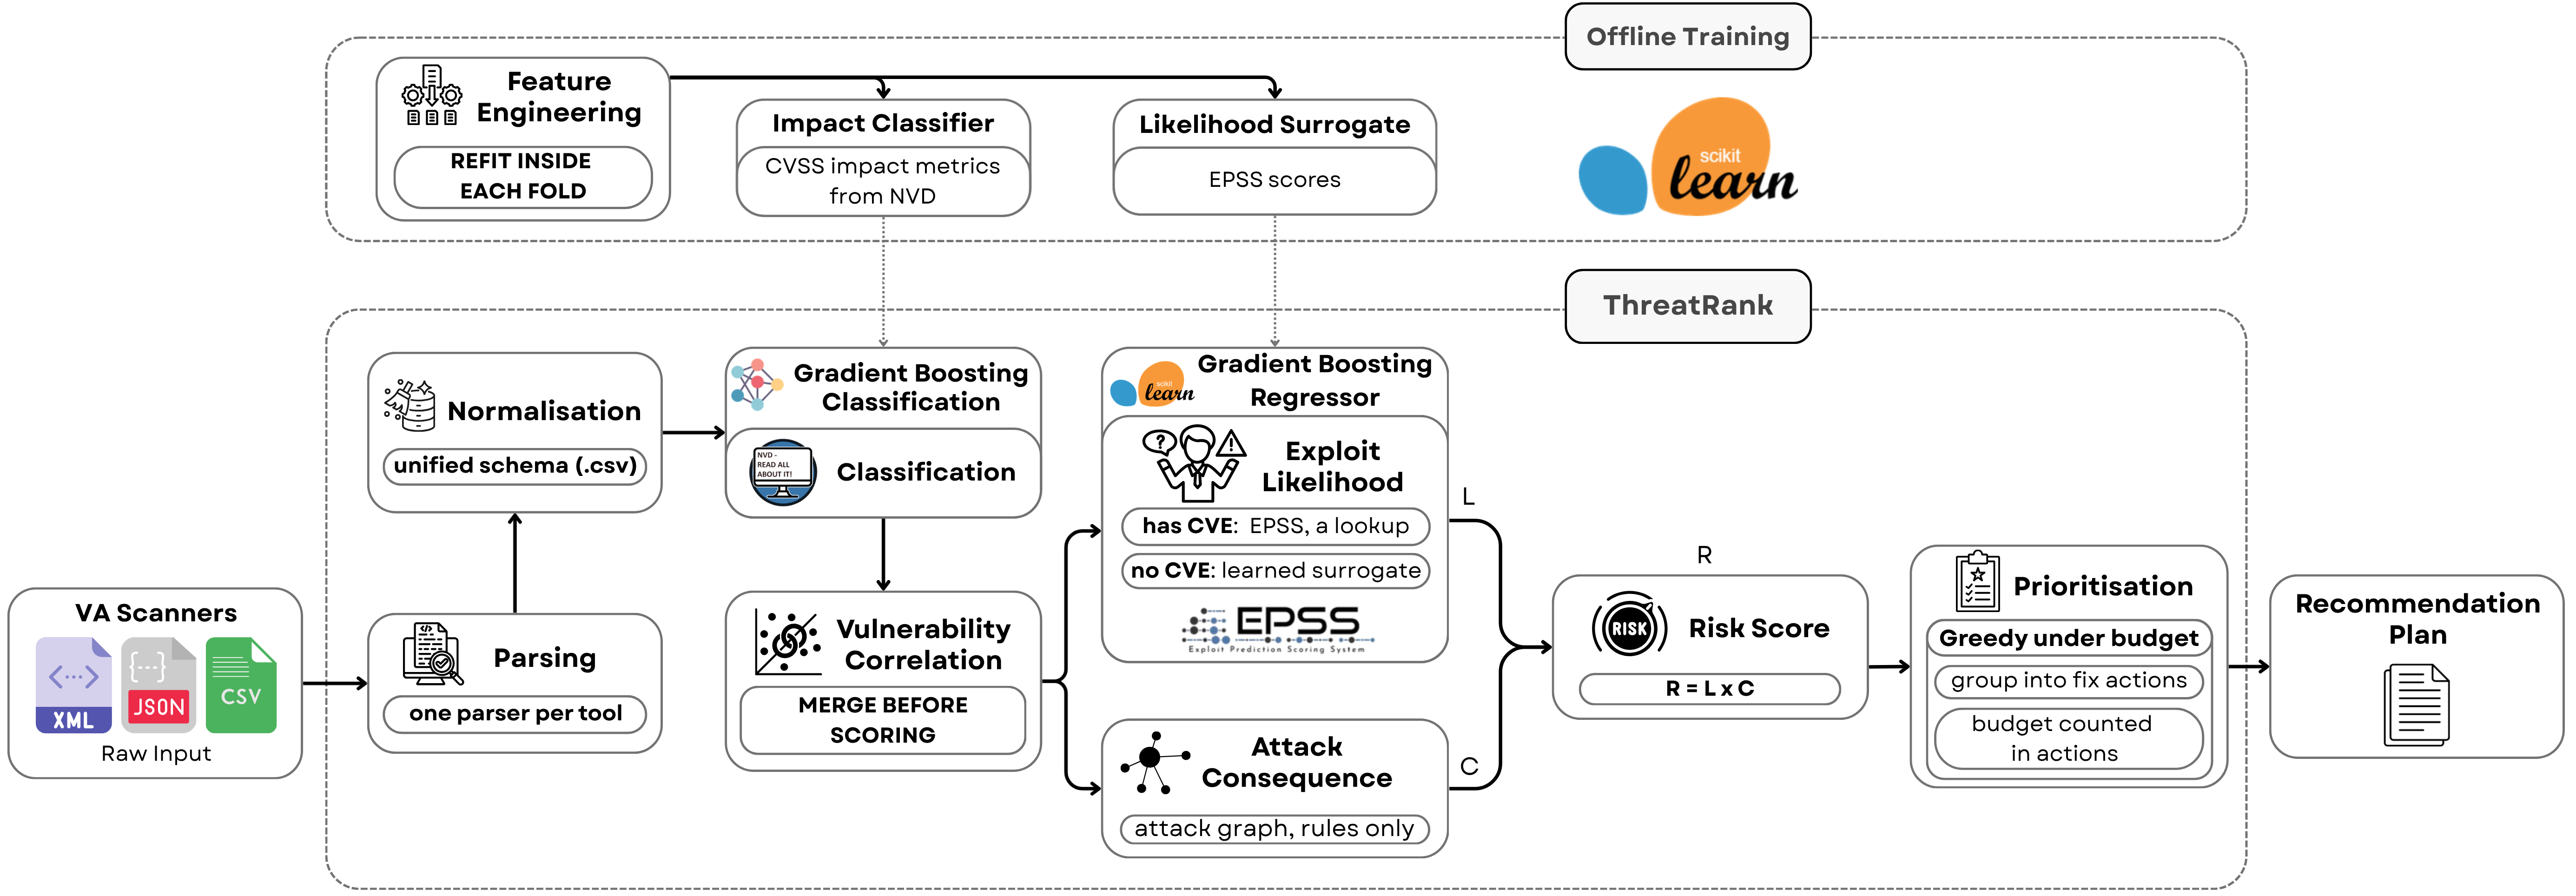 Offline Training
Feature
Engineering
REFIT INSIDE
EACH FOLD
Impact Classifier
CVSS impact metrics
from NVD
Likelihood Surrogate
EPSS scores
scikit
learn
ThreatRank
VA Scanners
<···>
XML
{···}
JSON
CSV
Raw Input
Parsing
one parser per tool
Normalisation
unified schema (.csv)
Gradient Boosting
Classification
NVD -
READ ALL
ABOUT IT!
Classification
Vulnerability
Correlation
MERGE BEFORE
SCORING
scikit
learn
Gradient Boosting
Regressor
?
!
Exploit
Likelihood
has CVE: EPSS, a lookup
no CVE: learned surrogate
EPSS
Exploit Prediction Scoring System
Attack
Consequence
attack graph, rules only
L
C
R
RISK
Risk Score
R = L x C
Prioritisation
Greedy under budget
group into fix actions
budget counted
in actions
Recommendation
Plan